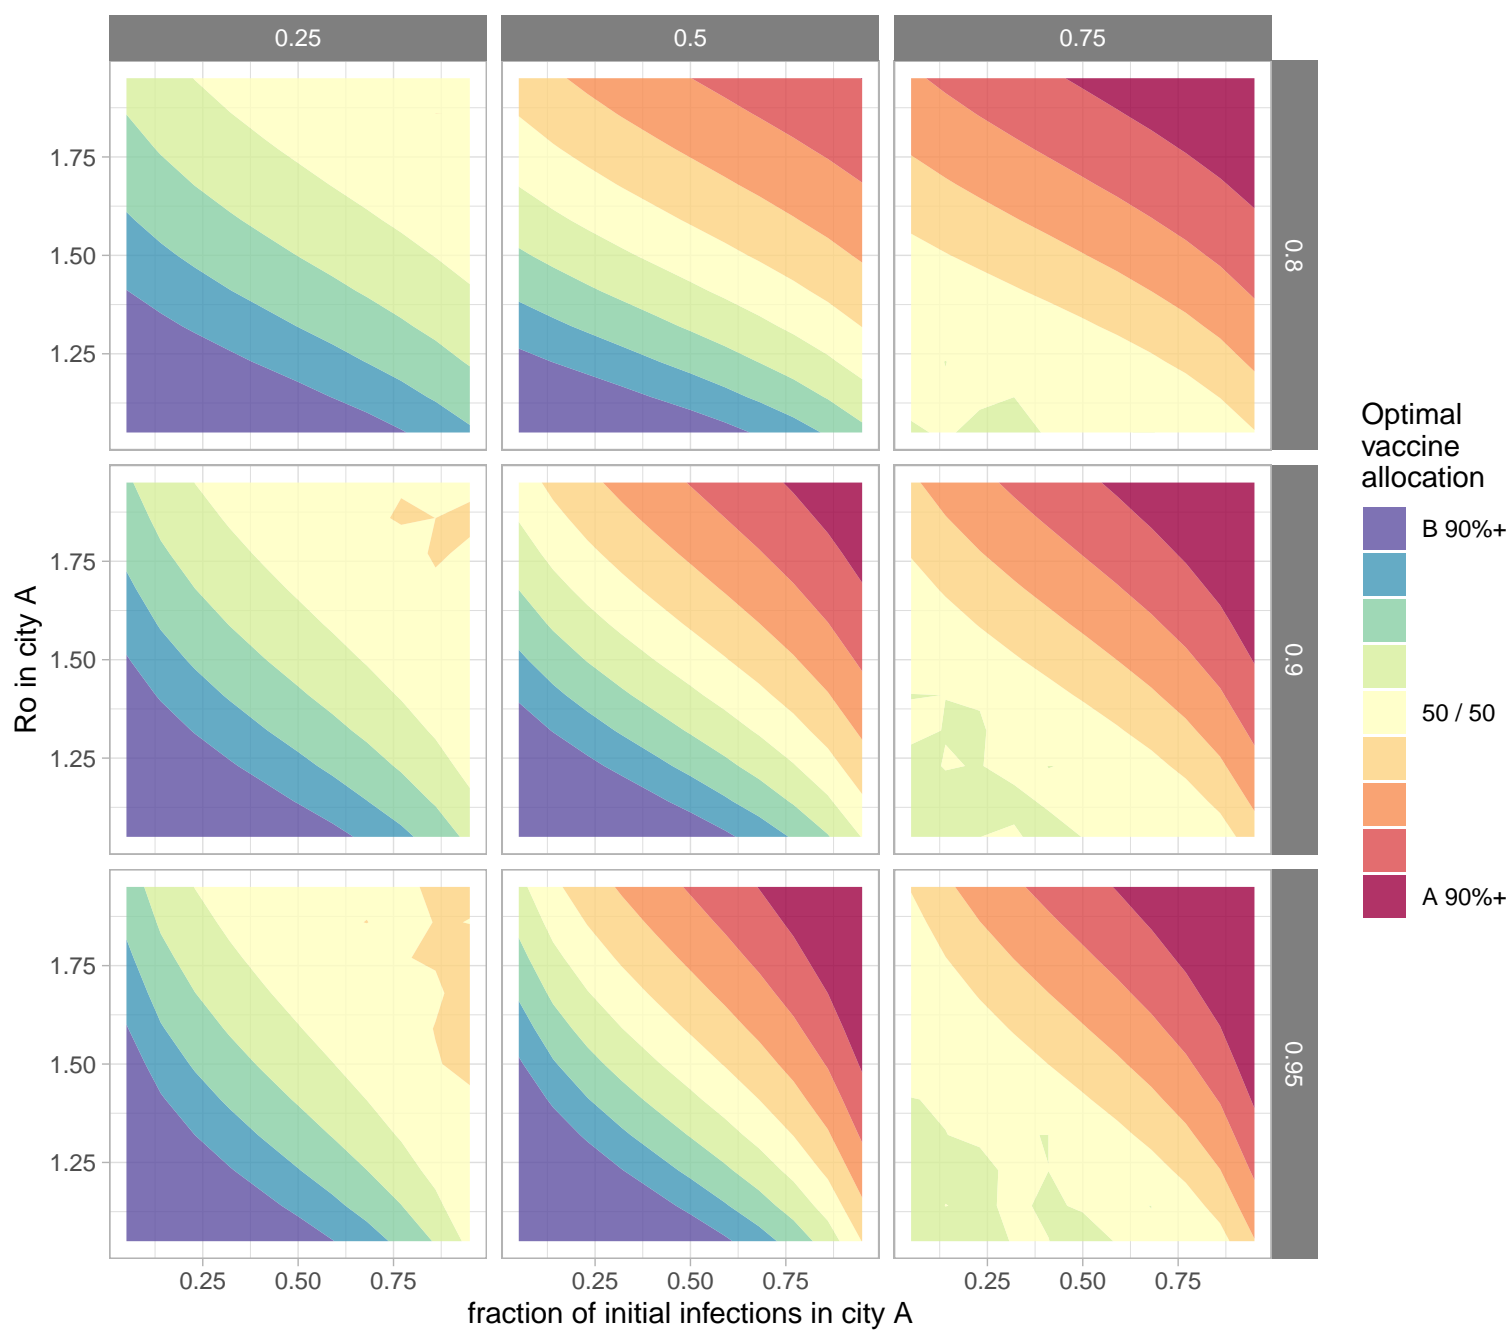 0.25 0.5 0.75
1.75
1.50
1.25
0.8
1.75
1.50
1.25
0.9
1.75
1.50
1.25
0.95
0.25 0.50 0.75 0.25 0.50 0.75 0.25 0.50 0.75
fraction of initial infections in city A
Ro in city A
Optimal
vaccine
allocation
B 90%+
50 / 50
A 90%+